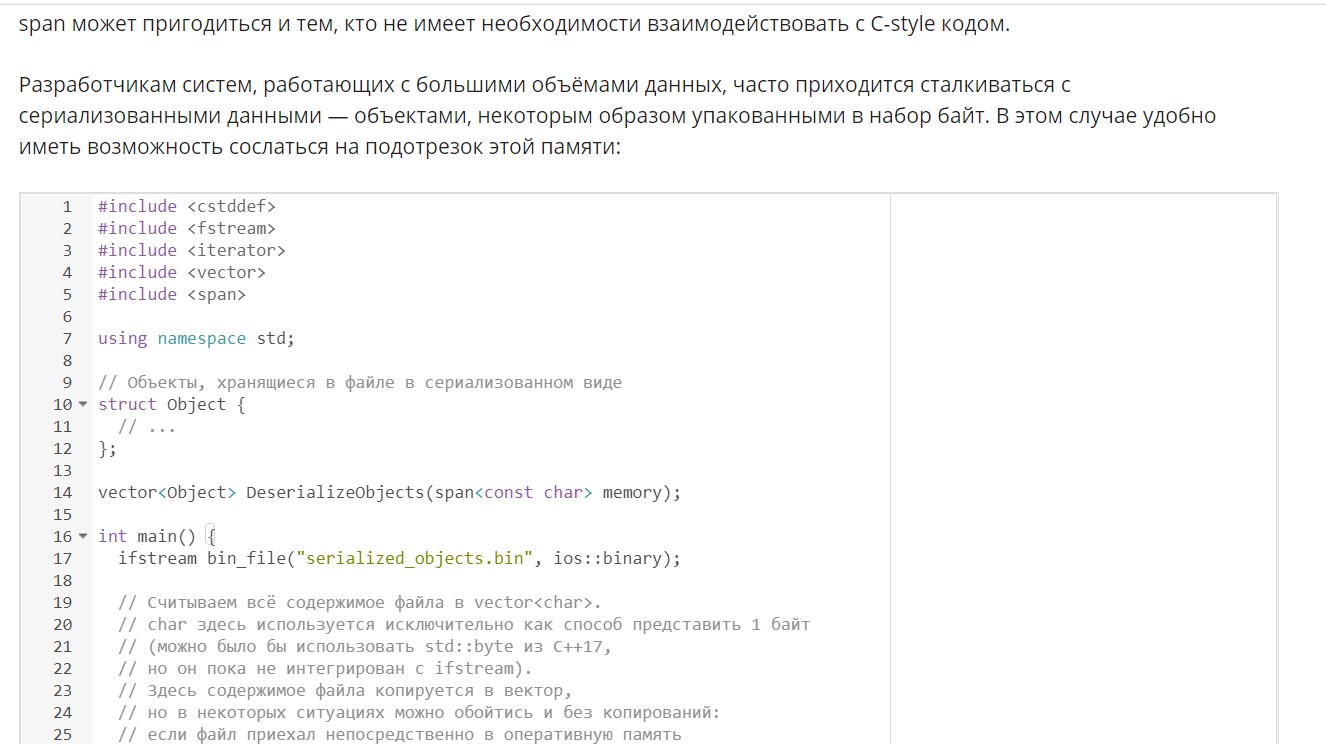 span может пригодиться и тем, кто не имеет необходимости взаимодействовать с C-style кодом.
Разработчикам систем, работающих с большими объёмами данных, часто приходится сталкиваться с
сериализованными данными — объектами, некоторым образом упакованными в набор байт. В этом случае удобно
иметь возможность сослаться на подотрезок этой памяти:
1 #include <cstddef>
2 #include <fstream>
3 #include <iterator>
4 #include <vector>
5 #include <span>
6
7 using namespace std;
8
9 // Объекты, хранящиеся в файле в сериализованном виде
10 struct Object {
11   // ...
12 };
13
14 vector<Object> DeserializeObjects(span<const char> memory);
15
16 int main() {
17   ifstream bin_file("serialized_objects.bin", ios::binary);
18
19   // Считываем всё содержимое файла в vector<char>.
20   // char здесь используется исключительно как способ представить 1 байт
21   // (можно было бы использовать std::byte из C++17,
22   // но он пока не интегрирован с ifstream).
23   // Здесь содержимое файла копируется в вектор,
24   // но в некоторых ситуациях можно обойтись и без копирований:
25   // если файл приехал непосредственно в оперативную память